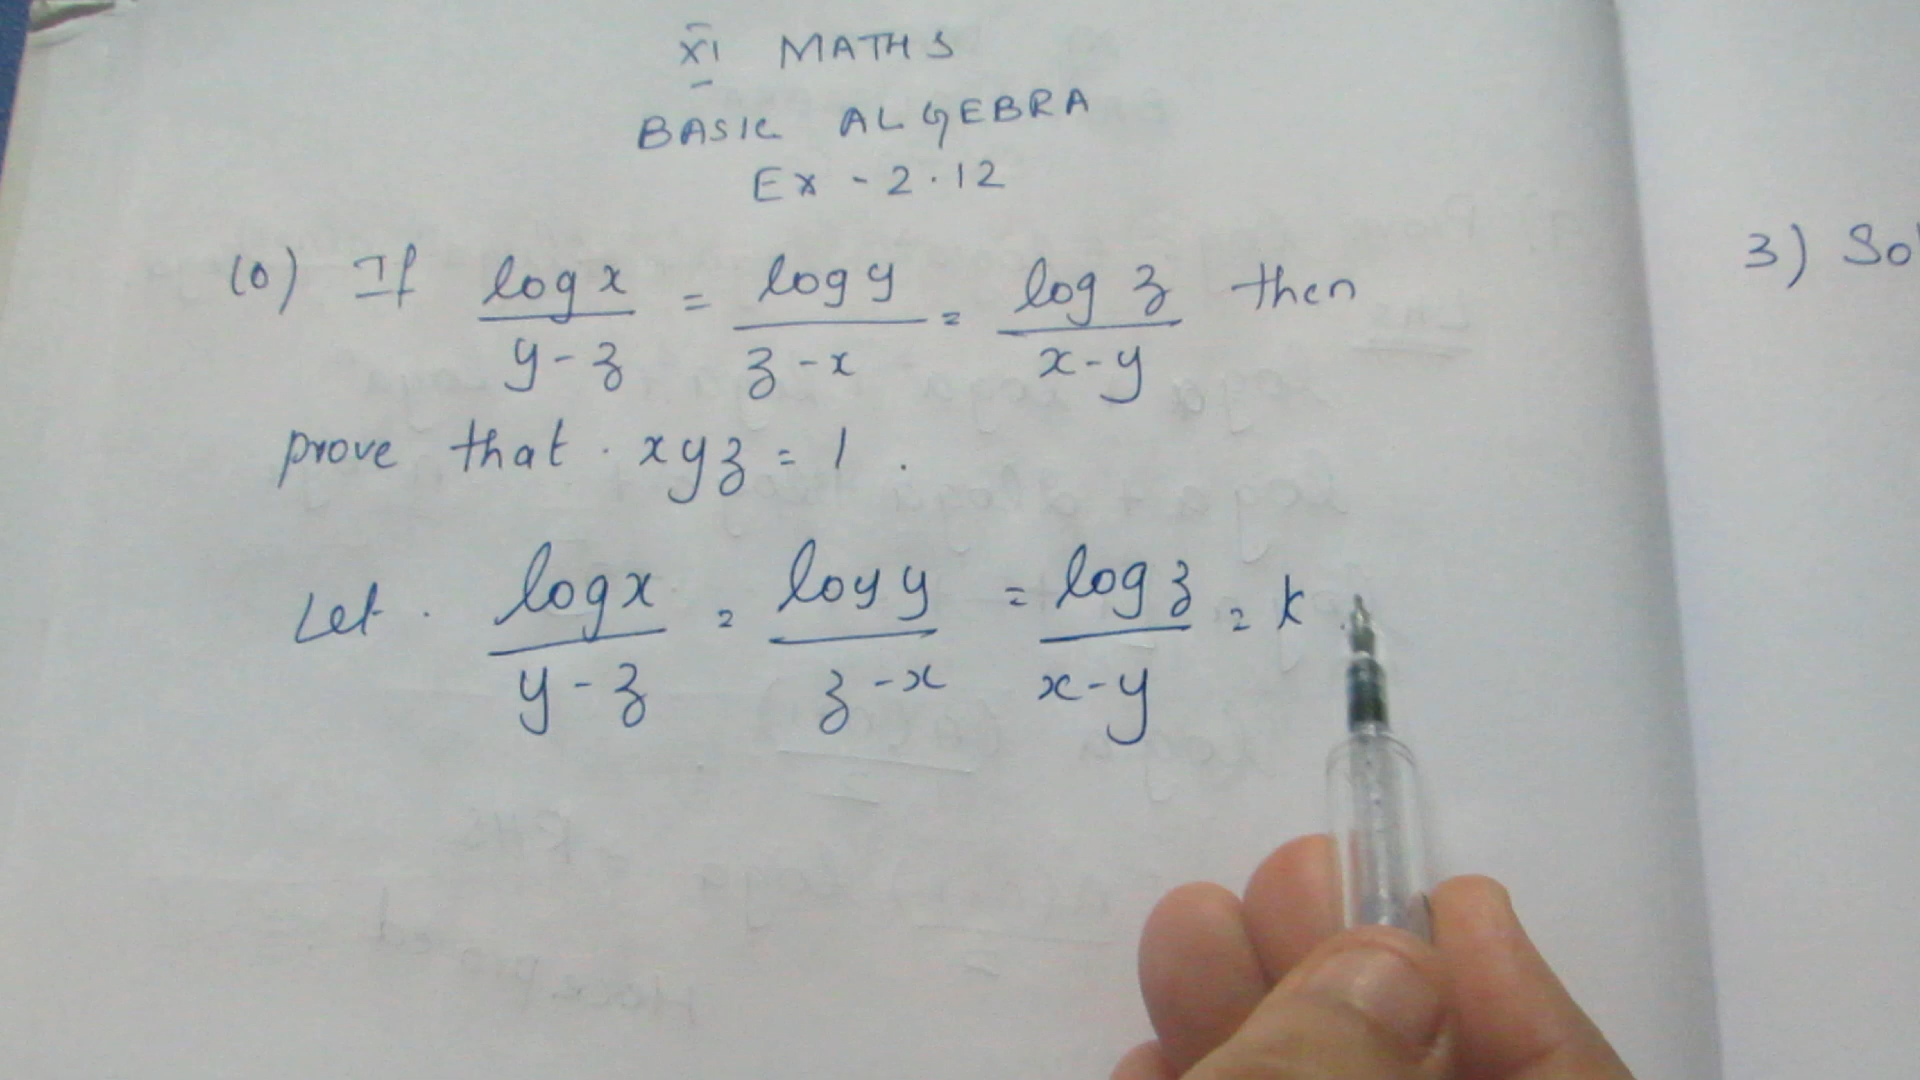 XI MATHS
BASIC ALGEBRA
Ex - 2.12
(0) If log x / y - z = log y / z - x = log z / x - y then
prove that. xyz = 1.
Let. log x / y - z = log y / z - x = log z / x - y = k
3) So